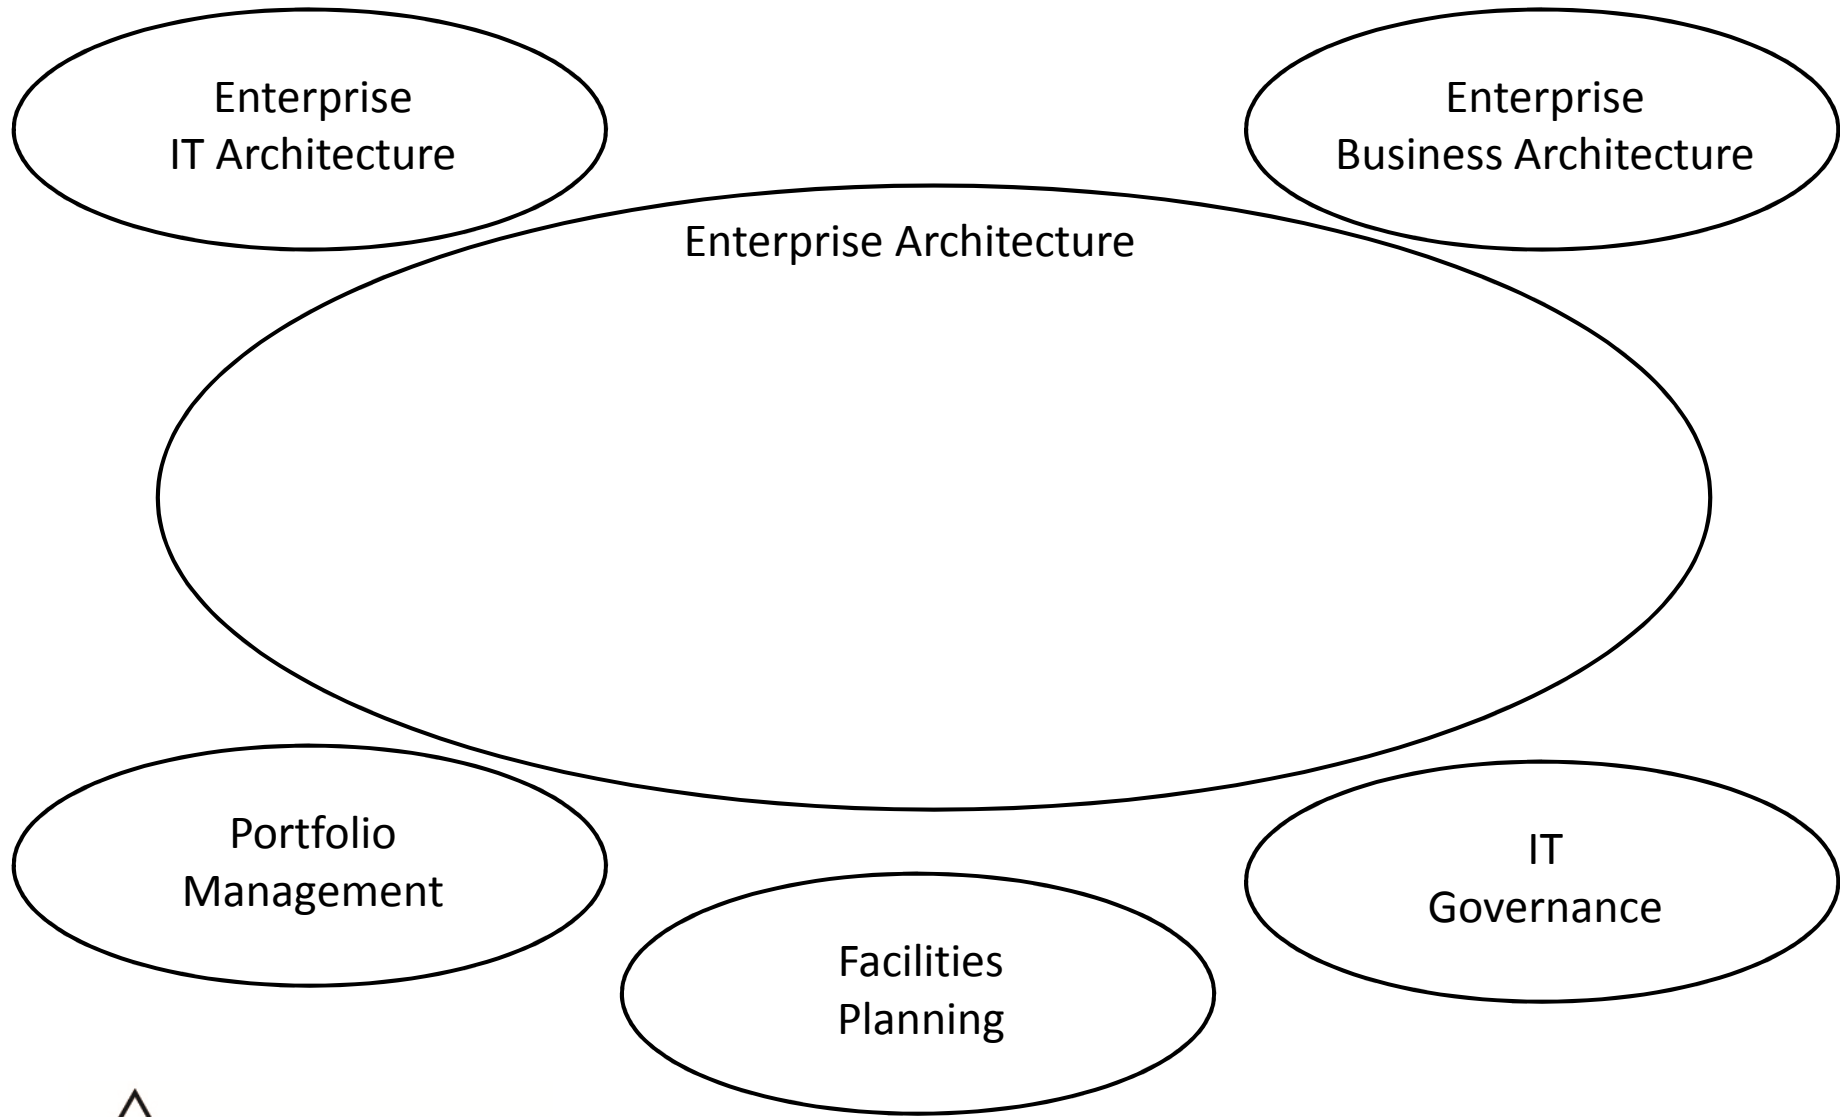 Enterprise
IT Architecture
Enterprise
Business Architecture
Enterprise Architecture
Portfolio
Management
IT
Governance
Facilities
Planning